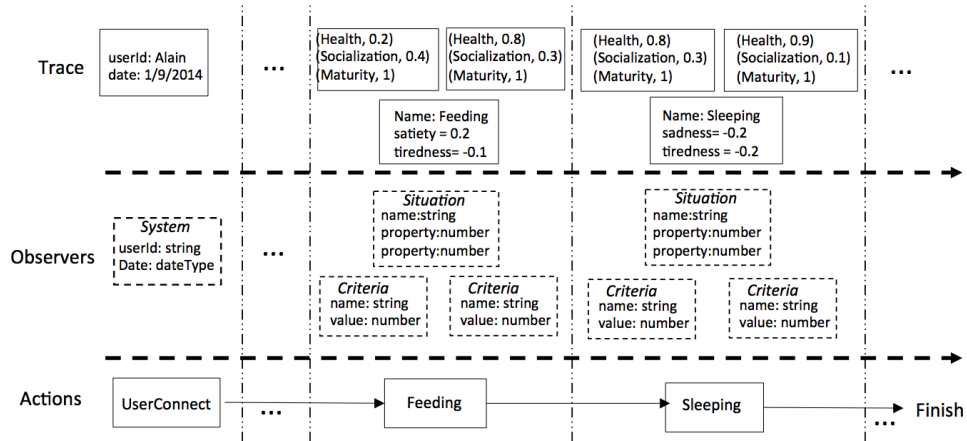 Trace
userId: Alain
date: 1/9/2014
...
(Health, 0.2)
(Socialization, 0.4)
(Maturity, 1)
(Health, 0.8)
(Socialization, 0.3)
(Maturity, 1)
Name: Feeding
satiety = 0.2
tiredness= -0.1
(Health, 0.8)
(Socialization, 0.3)
(Maturity, 1)
(Health, 0.9)
(Socialization, 0.1)
(Maturity, 1)
Name: Sleeping
sadness= -0.2
tiredness = -0.2
...
Observers
System
userId: string
Date: dateType
...
Situation
name:string
property:number
property:number
Criteria
name: string
value: number
Criteria
name: string
value: number
Situation
name:string
property:number
property:number
Criteria
name: string
value: number
Criteria
name: string
value: number
Actions
UserConnect
...
Feeding
Sleeping
...
Finish